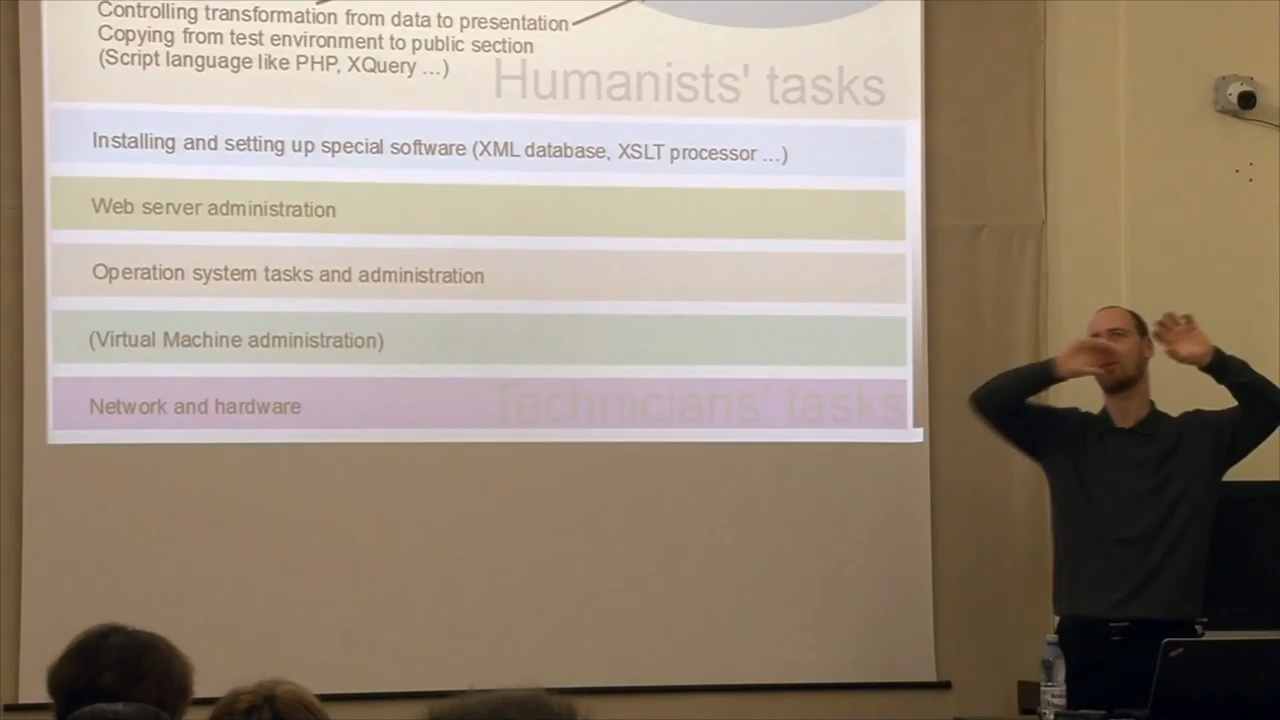 Controlling transformation from data to presentation
Copying from test environment to public section
(Script language like PHP, XQuery ...)
Humanists' tasks
Installing and setting up special software (XML database, XSLT processor ...)
Web server administration
Operation system tasks and administration
(Virtual Machine administration)
Network and hardware
Technicians' tasks